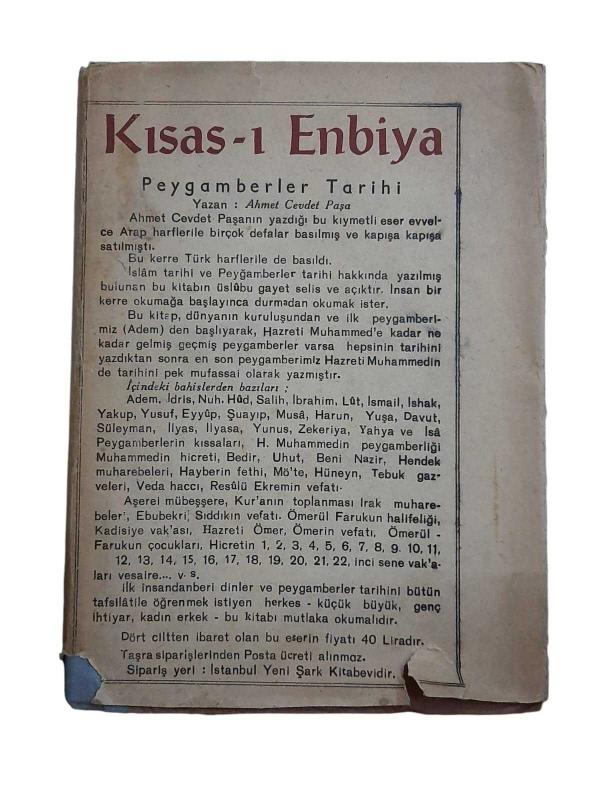 Kısas-ı Enbiya
Peygamberler Tarihi
Yazan : Ahmet Cevdet Paşa
Ahmet Cevdet Paşanın yazdığı bu kıymetli eser evvel-
ce Arap harflerile birçok defalar basılmış ve kapışa kapışa
satılmıştı.
Bu kerre Türk harflerile de basıldı.
İslâm tarihi ve Peyğamberler tarihi hakkında yazılmış
bulunan bu kitabın üslûbu gayet selis ve açıktır. İnsan bir
kerre okumağa başlayınca durmadan okumak ister.
Bu kitap, dünyanın kuruluşundan ve ilk peygamberi-
miz (Adem) den başlıyarak, Hazreti Muhammed'e kadar ne
kadar gelmiş geçmiş peygamberler varsa hepsinin tarihini
yazdıktan sonra en son peygamberimiz Hazreti Muhammedin
de tarihini pek mufassal olarak yazmıştır.
İçindeki bahislerden bazıları ;
Adem, İdris, Nuh, Hûd, Salih, İbrahim, Lût, İsmail, İshak,
Yakup, Yusuf, Eyyûp, Şuayıp, Musâ, Harun, Yuşa, Davut,
Süleyman, İlyas, İlyasa, Yunus, Zekeriya, Yahya ve İsâ
Peygamberlerin kıssaları, H. Muhammedin peygamberliği
Muhammedin hicreti, Bedir, Uhut, Beni Nazir, Hendek
muharebeleri, Hayberin fethi, Mö'te, Hüneyn, Tebuk gaz-
veleri, Veda haccı, Resûlü Ekremin vefatı.
Aşerei mübeşşere, Kur'anın toplanması Irak muhare-
beleri, Ebubekri Sıddıkın vefatı. Ömerül Farukun halifeliği,
Kadisiye vak'ası, Hazreti Ömer, Ömerin vefatı, Ömerül -
Farukun çocukları, Hicretin 1, 2, 3, 4, 5, 6, 7, 8, 9, 10, 11,
12, 13, 14, 15, 16, 17, 18, 19, 20, 21, 22, inci sene vak'a-
ları vesaire... v. s.
İlk insandanberi dinler ve peygamberler tarihini bütün
tafsilâtile öğrenmek istiyen herkes - küçük büyük, genç
ihtiyar, kadın erkek - bu kitabı mutlaka okumalıdır.
Dört ciltten ibaret olan bu eserin fiyatı 40 Liradır.
Taşra siparişlerinden Posta ücreti alınmaz.
Sipariş yeri : İstanbul Yeni Şark Kitabevidir.